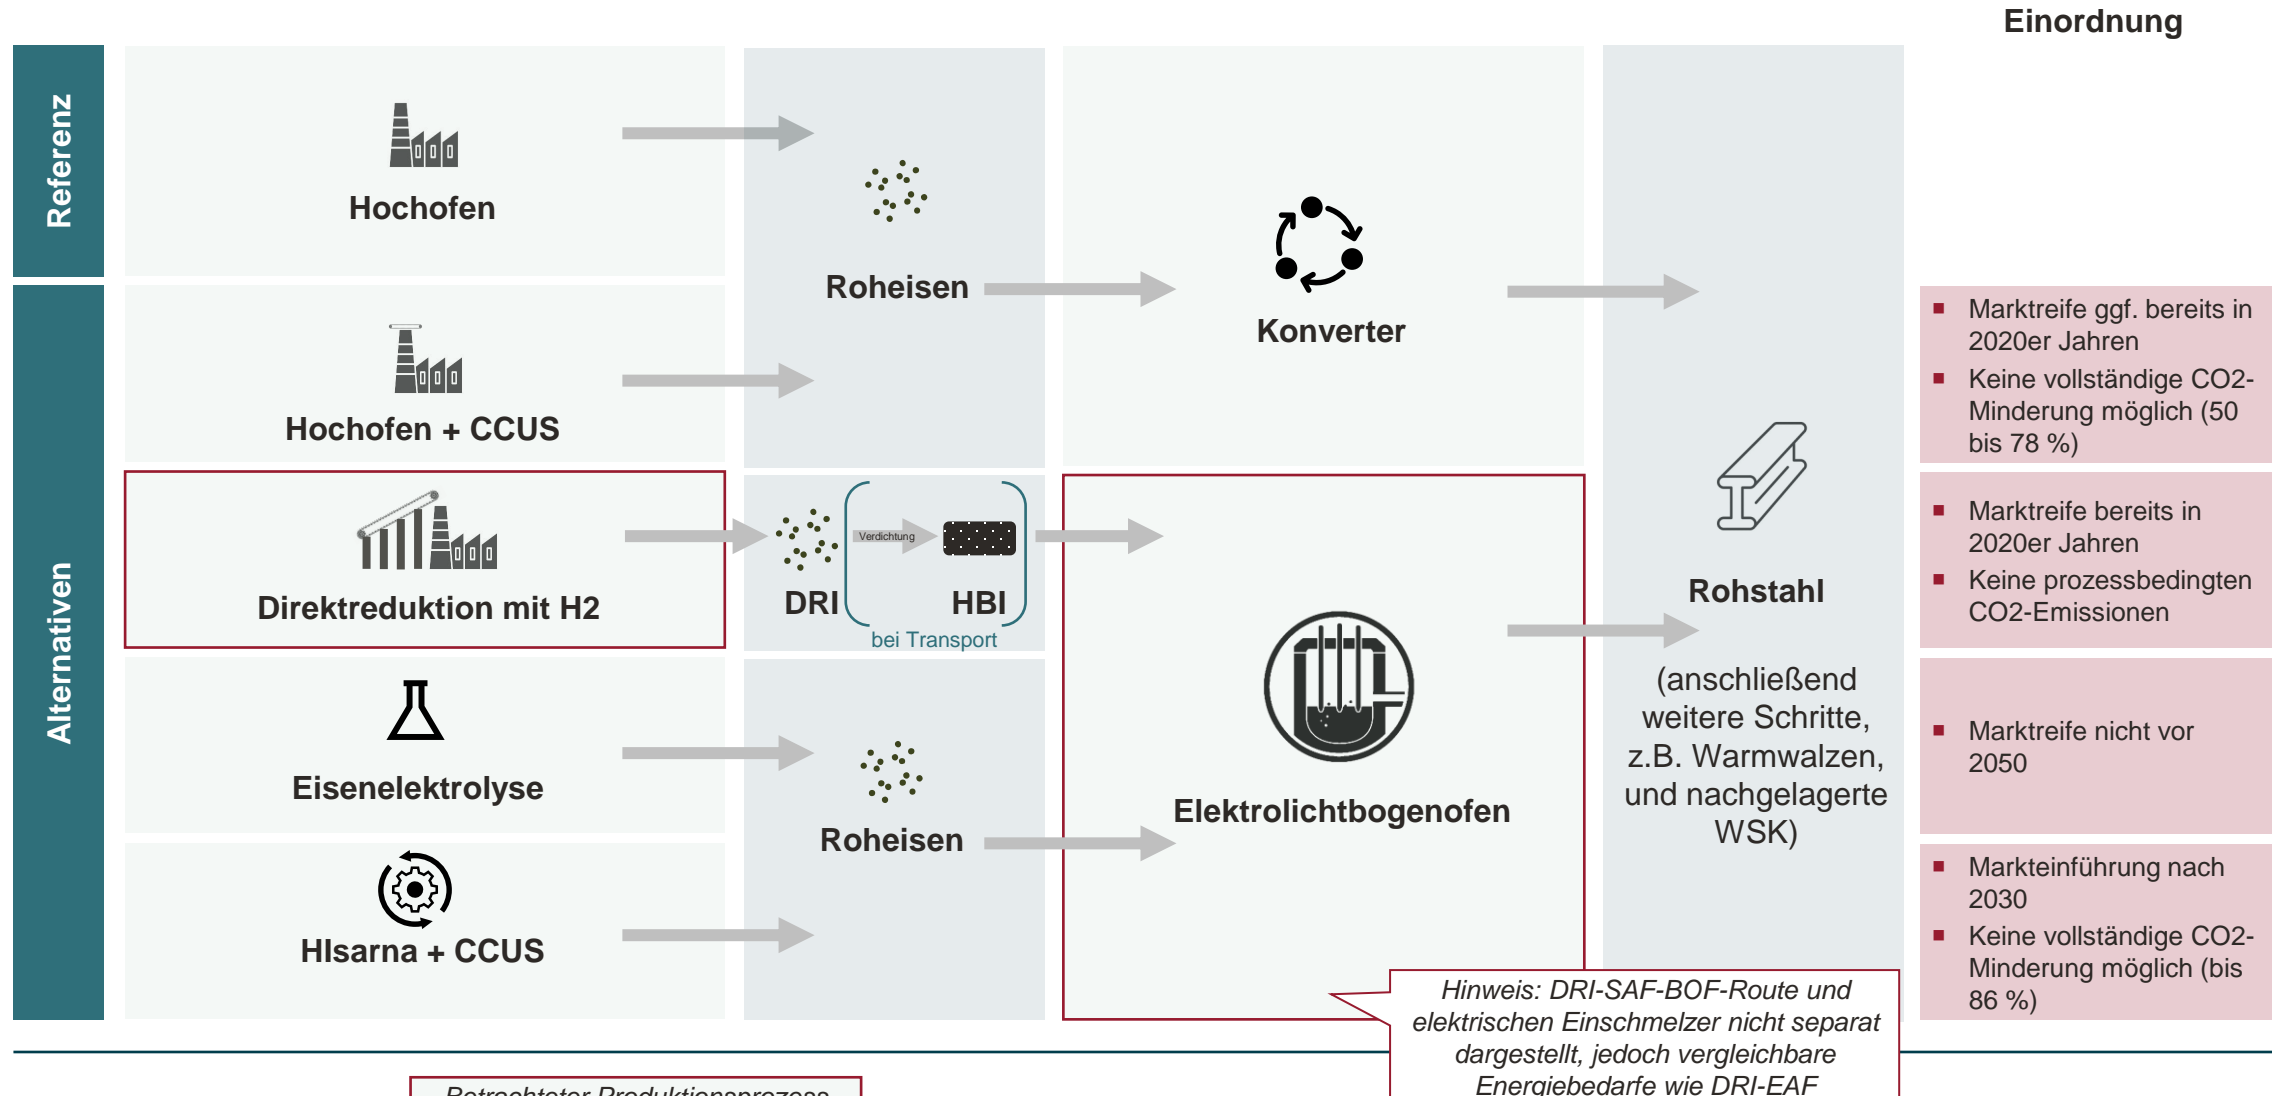 Einordnung
Referenz
Hochofen
Roheisen
Konverter
Alternativen
Hochofen + CCUS
Marktreife ggf. bereits in
2020er Jahren
Keine vollständige CO2-
Minderung möglich (50
bis 78 %)
Direktreduktion mit H2
DRI
Verdichtung
HBI
bei Transport
Elektrolichtbogenofen
Rohstahl
(anschließend
weitere Schritte,
z.B. Warmwalzen,
und nachgelagerte
WSK)
Marktreife bereits in
2020er Jahren
Keine prozessbedingten
CO2-Emissionen
Eisenelektrolyse
Roheisen
Marktreife nicht vor
2050
HIsarna + CCUS
Markteinführung nach
2030
Keine vollständige CO2-
Minderung möglich (bis
86 %)
Hinweis: DRI-SAF-BOF-Route und
elektrischen Einschmelzer nicht separat
dargestellt, jedoch vergleichbare
Energiebedarfe wie DRI-EAF
Betrachteter Produktionsprozess